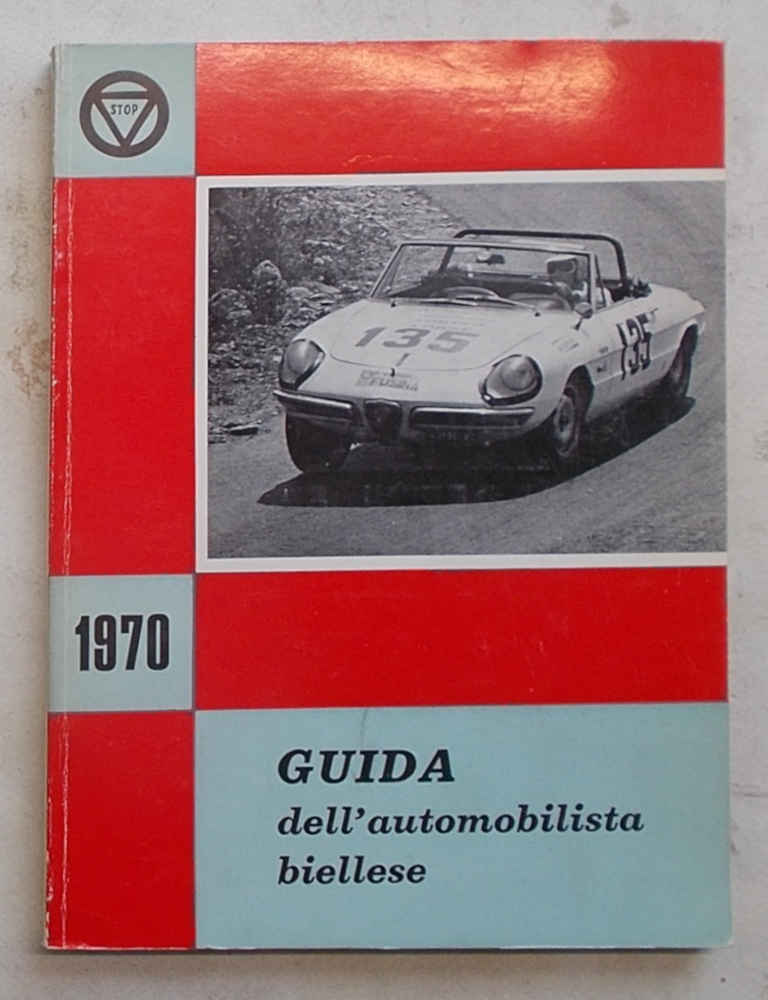 STOP
135
135
1970
GUIDA
dell'automobilista
biellese